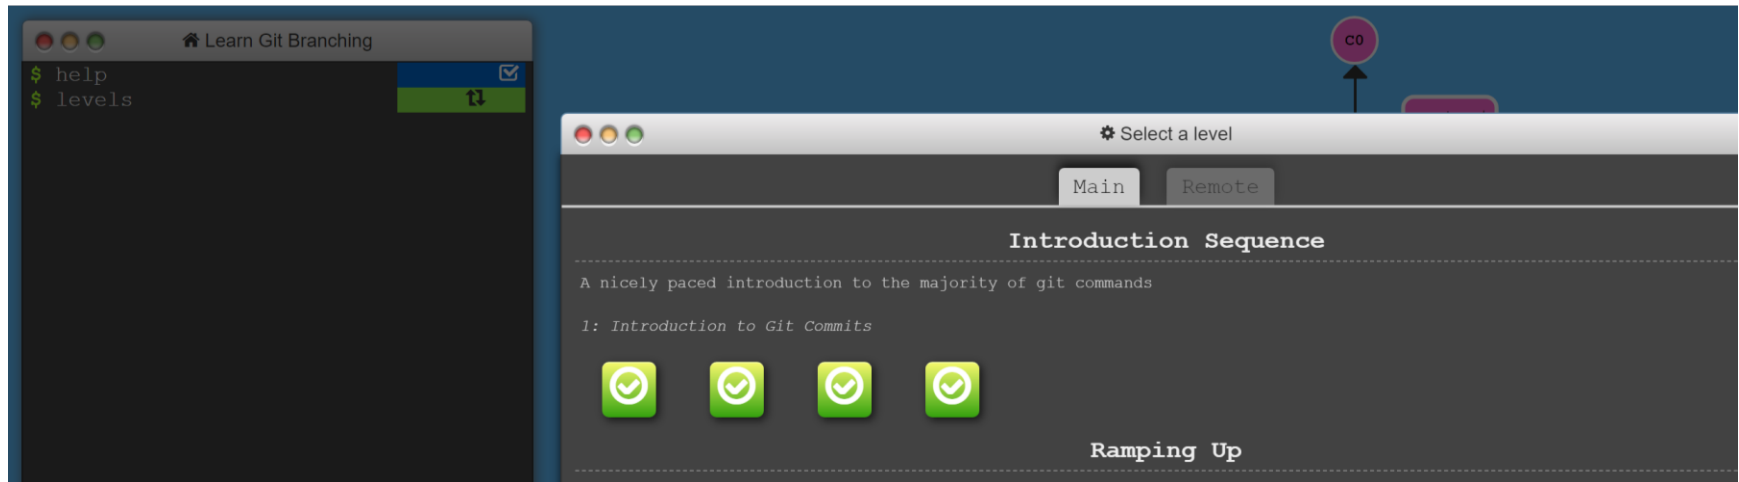 Learn Git Branching
$ help
$ levels
C0
Select a level
Main Remote
Introduction Sequence
A nicely paced introduction to the majority of git commands
1: Introduction to Git Commits
Ramping Up